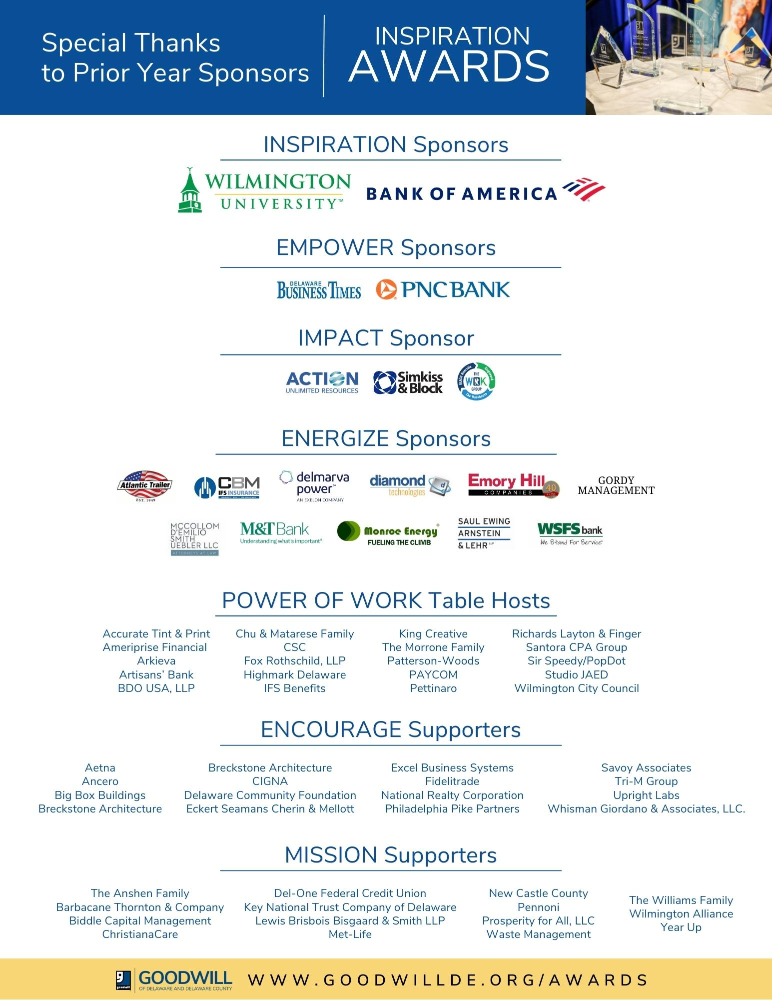 Special Thanks
to Prior Year Sponsors
INSPIRATION
AWARDS
INSPIRATION Sponsors
WILMINGTON
UNIVERSITY™
BANK OF AMERICA
EMPOWER Sponsors
DELAWARE
BUSINESS TIMES
PNC BANK
IMPACT Sponsor
ACTION
UNLIMITED RESOURCES
Simkiss
& Block
REACH Riverside
Kingswood
THE
WRK
GROUP
The Warehouse
ENERGIZE Sponsors
Atlantic Trailer
EST. 1949
CBM
IFS INSURANCE
delmarva
power™
AN EXELON COMPANY
diamond
technologies
d
Emory Hill
COMPANIES
40
YEARS
GORDY
MANAGEMENT
MCCOLLOM
D'EMILIO
SMITH
UEBLER LLC
ATTORNEYS AT LAW
M&T Bank
Understanding what's important®
Monroe Energy®
FUELING THE CLIMB
SAUL EWING
ARNSTEIN
& LEHR LLP
WSFS bank
We Stand For Service®
POWER OF WORK Table Hosts
Accurate Tint & Print
Ameriprise Financial
Arkieva
Artisans’ Bank
BDO USA, LLP
Chu & Matarese Family
CSC
Fox Rothschild, LLP
Highmark Delaware
IFS Benefits
King Creative
The Morrone Family
Patterson-Woods
PAYCOM
Pettinaro
Richards Layton & Finger
Santora CPA Group
Sir Speedy/PopDot
Studio JAED
Wilmington City Council
ENCOURAGE Supporters
Aetna
Ancero
Big Box Buildings
Breckstone Architecture
Breckstone Architecture
CIGNA
Delaware Community Foundation
Eckert Seamans Cherin & Mellott
Excel Business Systems
Fidelitrade
National Realty Corporation
Philadelphia Pike Partners
Savoy Associates
Tri-M Group
Upright Labs
Whisman Giordano & Associates, LLC.
MISSION Supporters
The Anshen Family
Barbacane Thornton & Company
Biddle Capital Management
ChristianaCare
Del-One Federal Credit Union
Key National Trust Company of Delaware
Lewis Brisbois Bisgaard & Smith LLP
Met-Life
New Castle County
Pennoni
Prosperity for All, LLC
Waste Management
The Williams Family
Wilmington Alliance
Year Up
goodwill
GOODWILL
OF DELAWARE AND DELAWARE COUNTY
WWW.GOODWILLDE.ORG/AWARDS